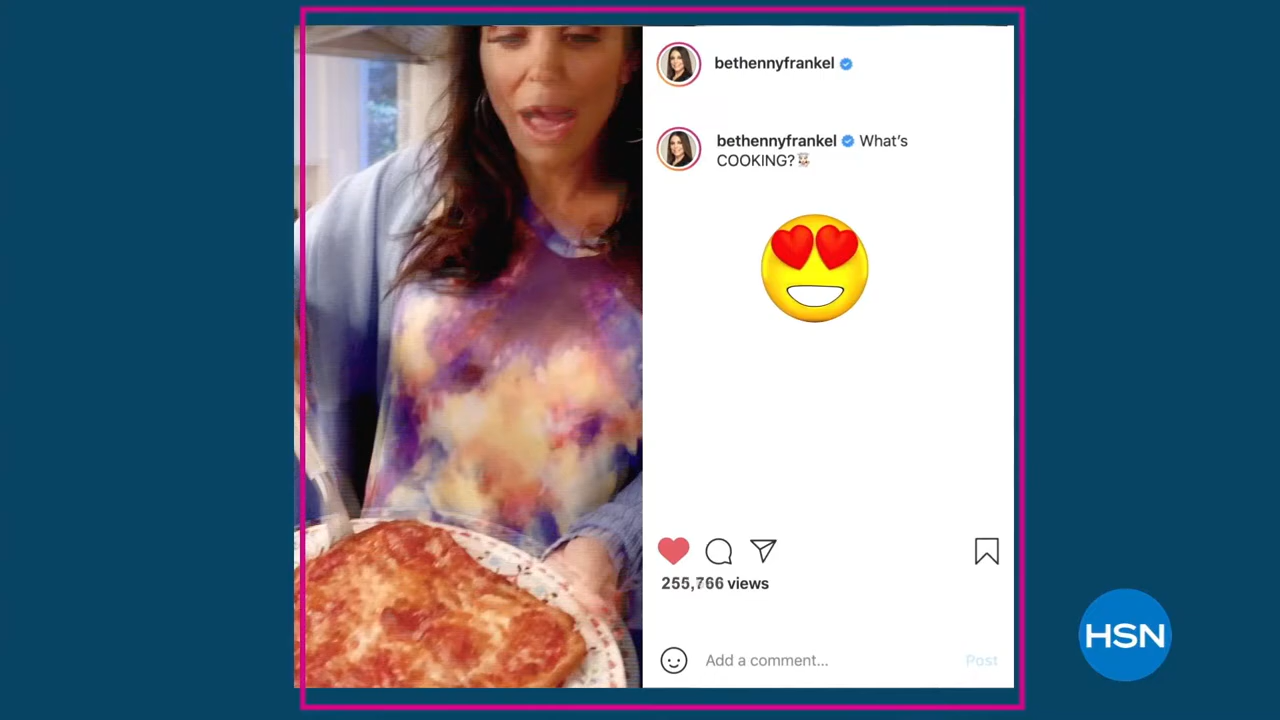 bethennyfrankel
bethennyfrankel What's
COOKING?
255,766 views
Add a comment...
Post
HSN